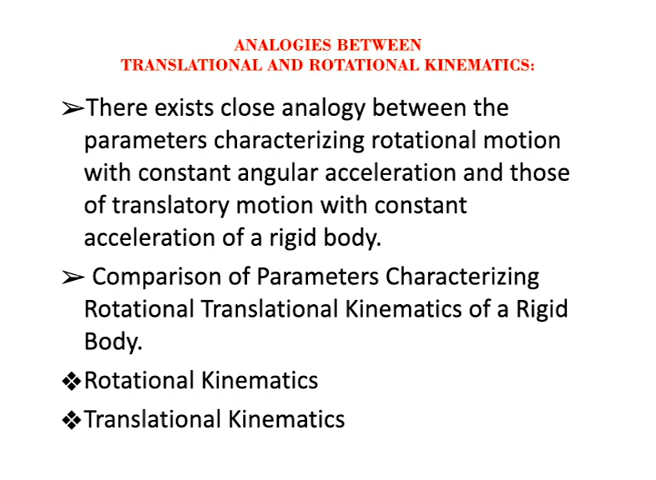 ANALOGIES BETWEEN
TRANSLATIONAL AND ROTATIONAL KINEMATICS:
➢There exists close analogy between the
parameters characterizing rotational motion
with constant angular acceleration and those
of translatory motion with constant
acceleration of a rigid body.
➢ Comparison of Parameters Characterizing
Rotational Translational Kinematics of a Rigid
Body.
❖Rotational Kinematics
❖Translational Kinematics